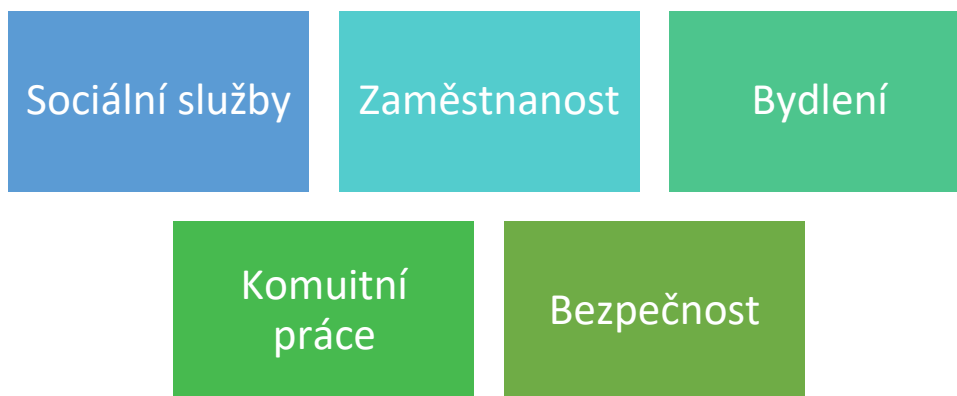 Sociální služby
Zaměstnanost
Bydlení
Komuitní
práce
Bezpečnost